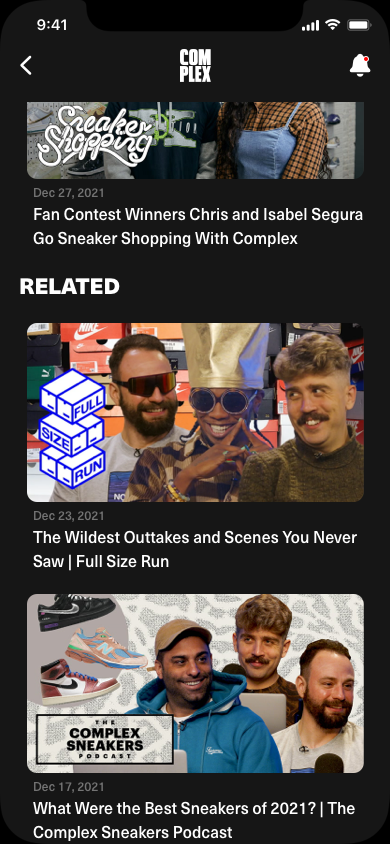 9:41
COM
PLEX
Sneaker
Shopping
Dec 27, 2021
Fan Contest Winners Chris and Isabel Segura
Go Sneaker Shopping With Complex
RELATED
NIKE
FULL
SIZE
RUN
NO
Dec 23, 2021
The Wildest Outtakes and Scenes You Never
Saw | Full Size Run
THE
COMPLEX
SNEAKERS
PODCAST
Dec 17, 2021
What Were the Best Sneakers of 2021? | The
Complex Sneakers Podcast